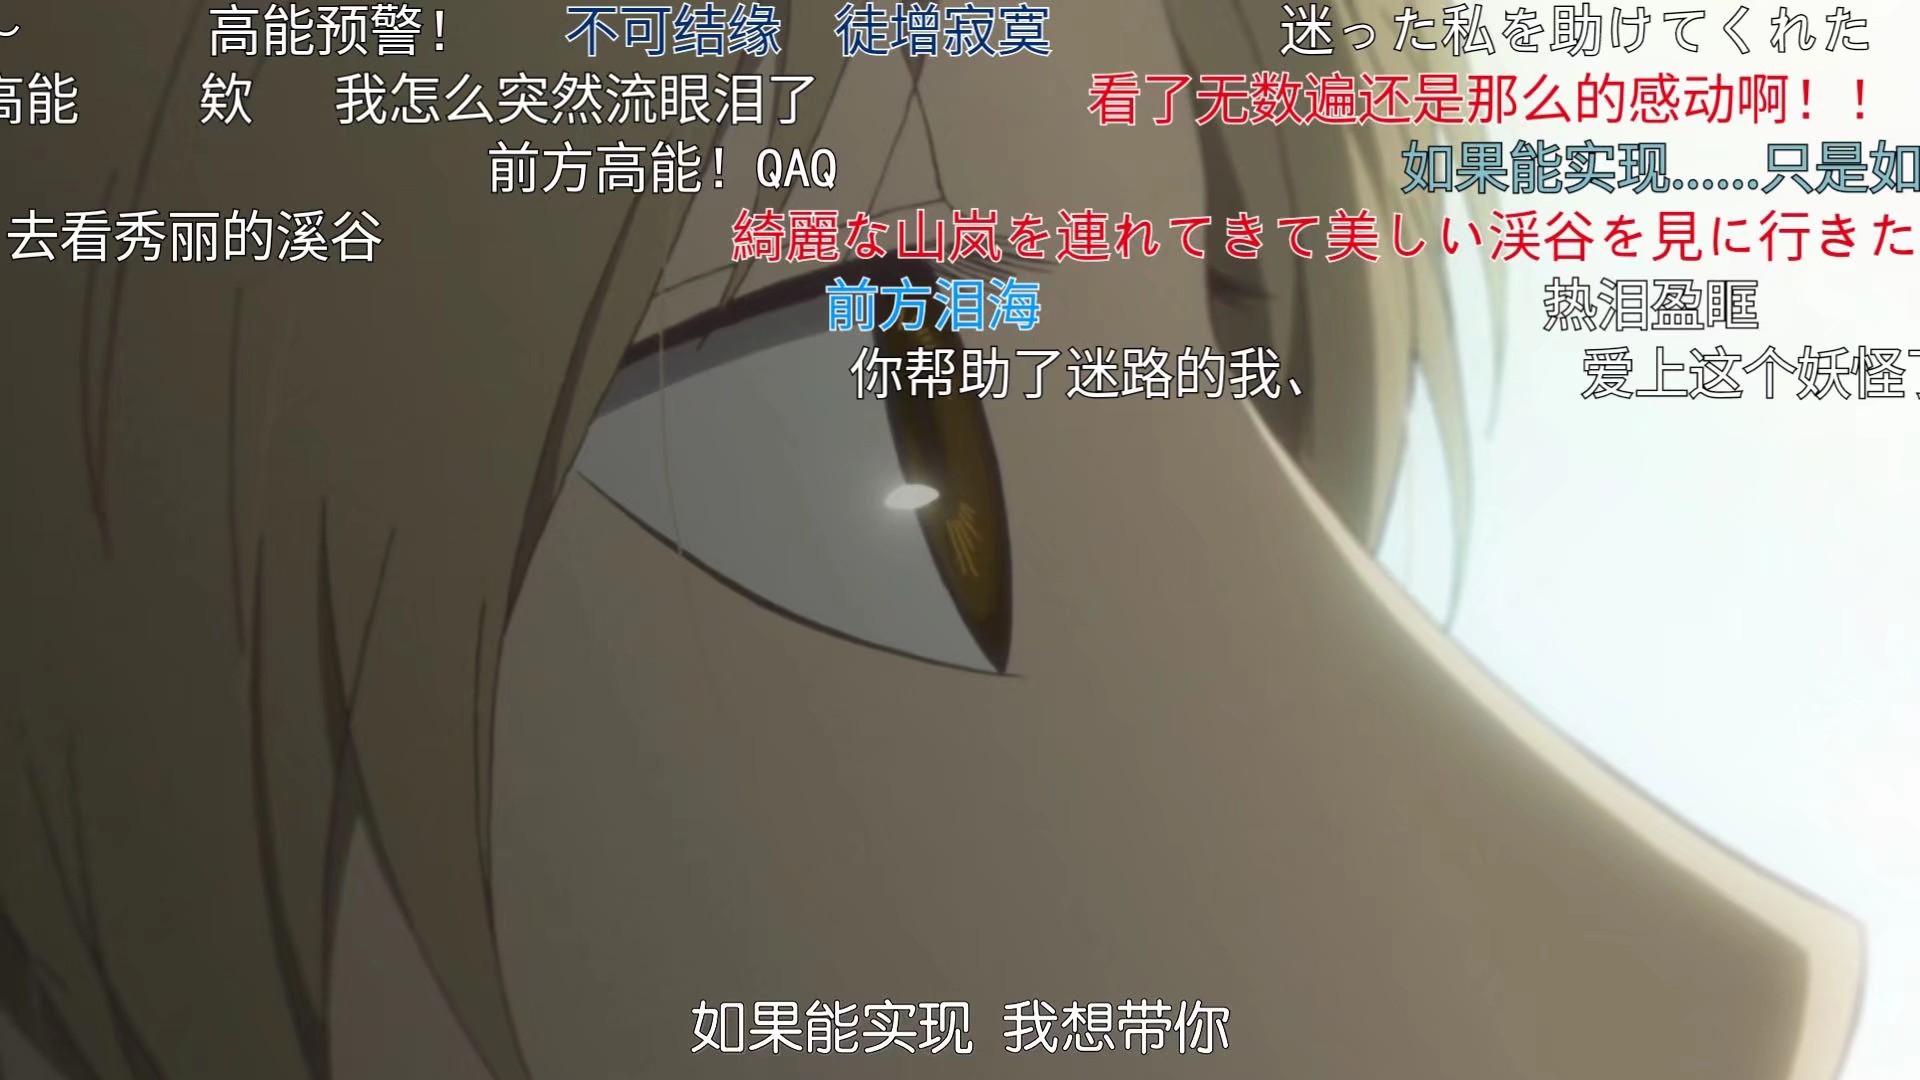 ～ 高能预警！ 不可结缘 徒增寂寞 迷った私を助けてくれた
高能 欸 我怎么突然流眼泪了 看了无数遍还是那么的感动啊！！
前方高能！QAQ 如果能实现……只是如
去看秀丽的溪谷 綺麗な山岚を連れてきて美しい渓谷を見に行きた
前方泪海 热泪盈眶
你帮助了迷路的我、 爱上这个妖怪了
如果能实现 我想带你